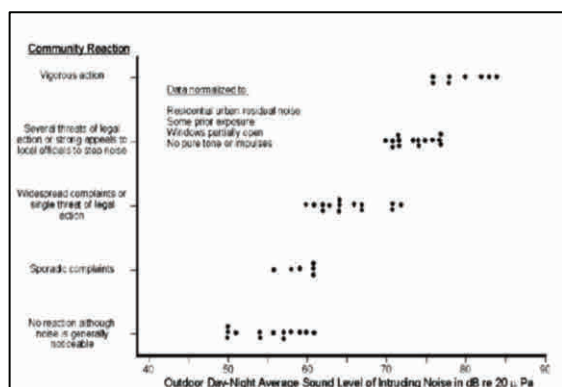 Community Reaction
Vigorous action
Data normalized to:
Residential urban residual noise
Some prior exposure
Windows partially open
No pure tone or impulses
Several threats of legal
action or strong appeals to
local officials to stop noise
Widespread complaints or
single threat of legal
action
Sporadic complaints
No reaction although
noise is generally
noticeable
40 50 60 70 80 90
Outdoor Day-Night Average Sound Level of Intruding Noise in dB re 20 µ Pa